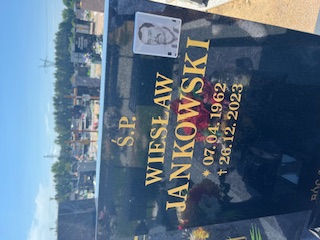 Ś.P.
WIESŁAW
JANKOWSKI
* 07.04.1962
† 26.12.2023